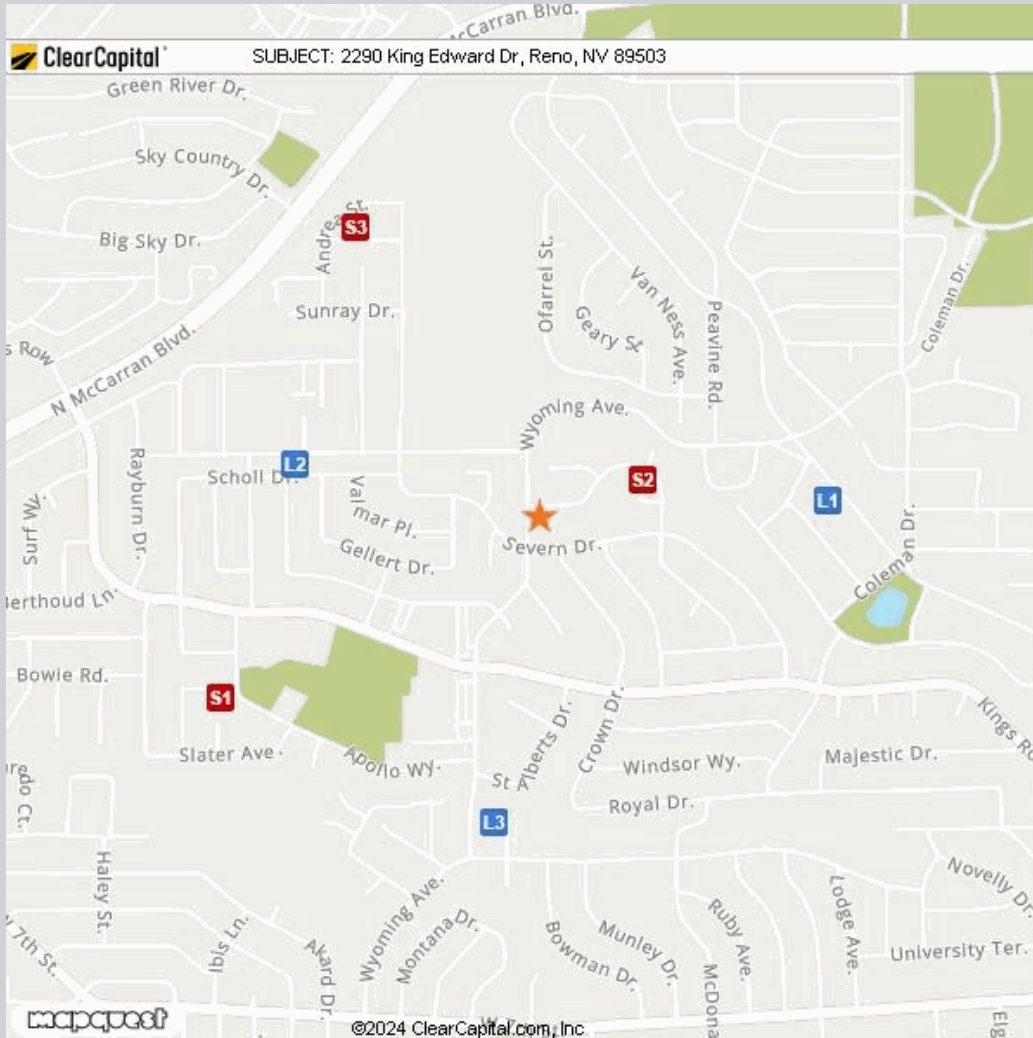 McCarran Blvd.
ClearCapital
SUBJECT: 2290 King Edward Dr, Reno, NV 89503
Green River Dr.
Sky Country Dr.
Andrea St.
S3
Big Sky Dr.
Ofarrel St.
Van Ness Ave.
Coleman Dr.
Sunray Dr.
Geary St
Peavine Rd.
s Row
N McCarran Blvd.
Wyoming Ave.
Rayburn Dr.
L2
Scholl Dr.
S2
L1
Surf Wy.
Valmar Pl.
Severn Dr.
Gellert Dr.
Coleman Dr.
Berthoud Ln.
Bowie Rd.
S1
Kings Ro
Slater Ave.
Apollo Wy.
St Alberts Dr.
Crown Dr.
Windsor Wy.
Majestic Dr.
do Ct.
Royal Dr.
L3
Haley St.
Novelly Dr.
Wyoming Ave.
Lodge Ave.
Ruby Ave.
W 7th St.
Ibis Ln.
Akard Dr.
Montana Dr.
Bowman Dr.
Munley Dr.
University Ter.
McDona
Elg
mapquest
©2024 ClearCapital.com, Inc